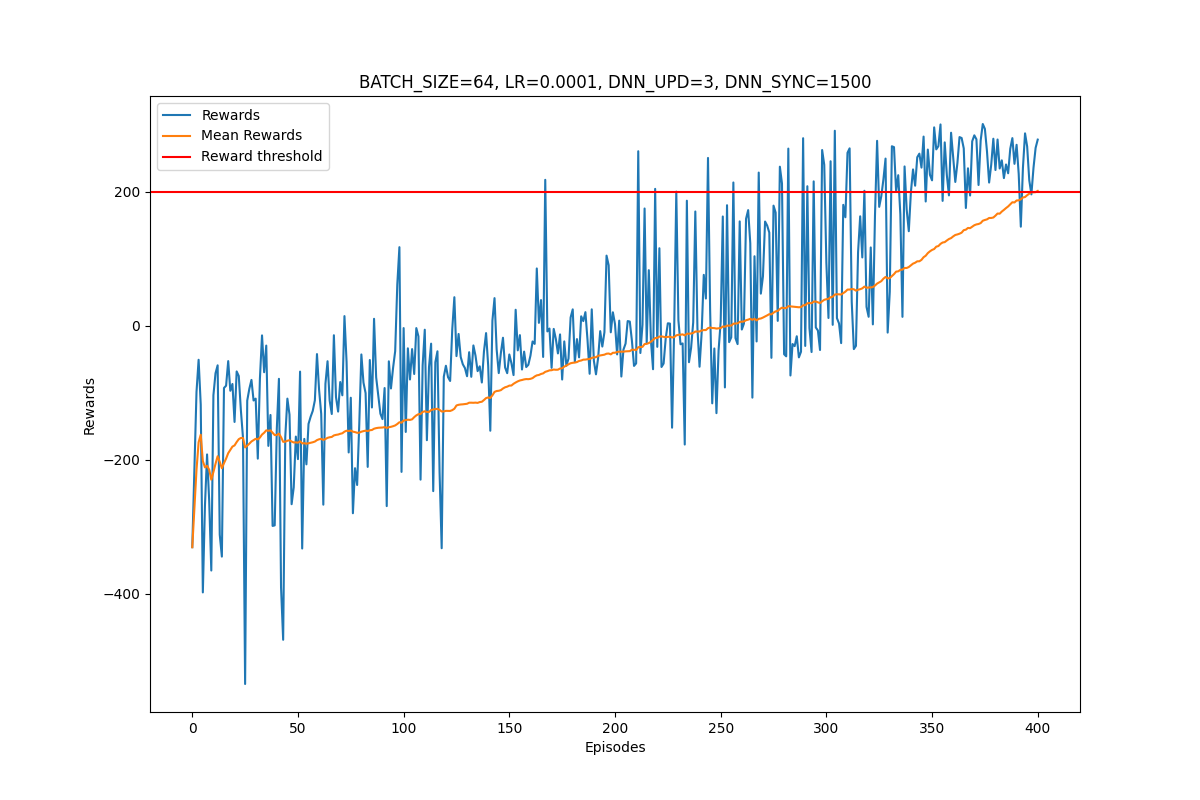 BATCH_SIZE=64, LR=0.0001, DNN_UPD=3, DNN_SYNC=1500
Rewards
Mean Rewards
Reward threshold
200
0
−200
−400
Rewards
0 50 100 150 200 250 300 350 400
Episodes